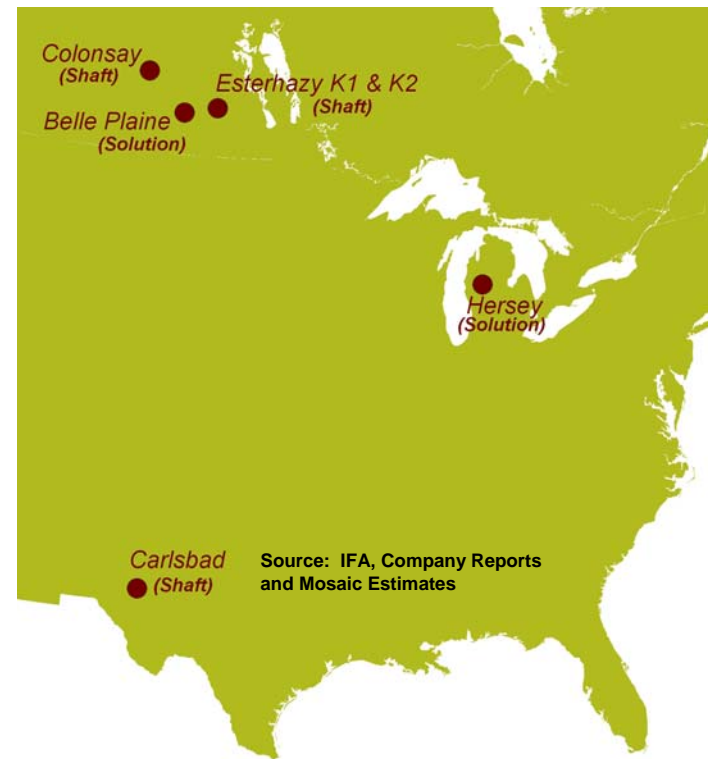 Colonsay
(Shaft)
Esterhazy K1 & K2
(Shaft)
Belle Plaine
(Solution)
Hersey
(Solution)
Carlsbad
(Shaft)
Source: IFA, Company Reports
and Mosaic Estimates